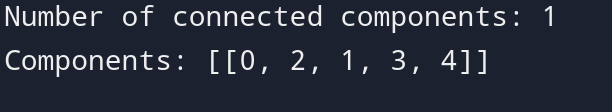 Number of connected components: 1
Components: [[0, 2, 1, 3, 4]]